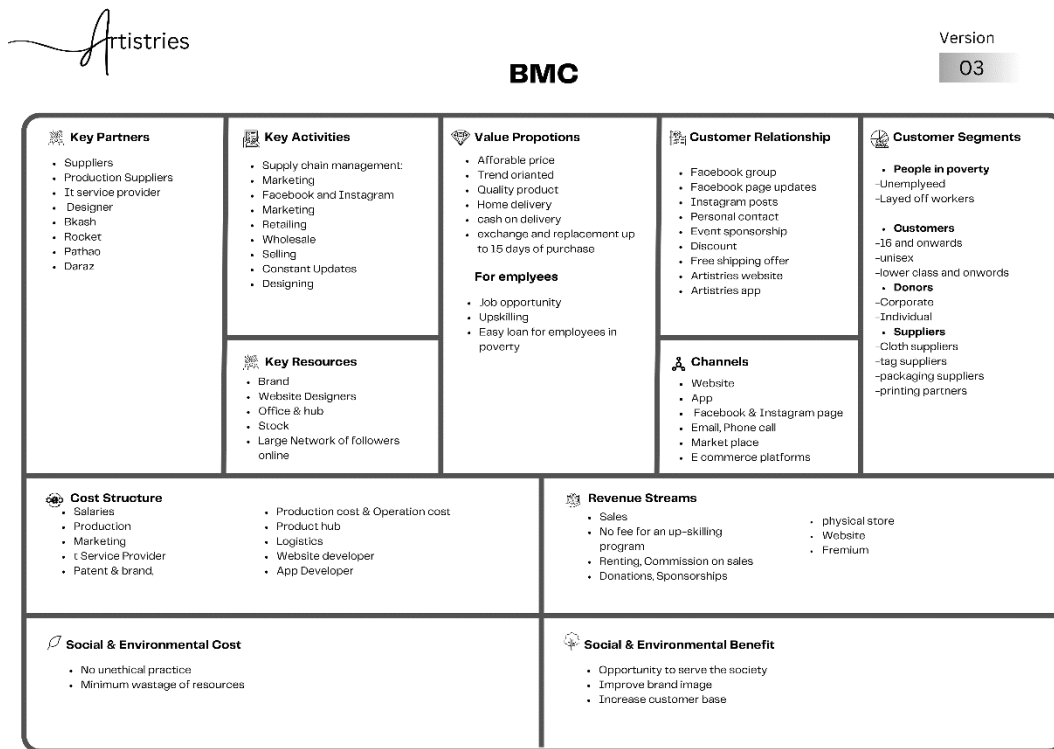 Artistries
Version
03
BMC
Key Partners
• Suppliers
• Production Suppliers
• It service provider
• Designer
• Bkash
• Rocket
• Pathao
• Daraz
Key Activities
• Supply chain management:
• Marketing
• Facebook and Instagram
• Marketing
• Retailing
• Wholesale
• Selling
• Constant Updates
• Designing
Key Resources
• Brand
• Website Designers
• Office & hub
• Stock
• Large Network of followers
online
Value Propotions
• Afforable price
• Trend orianted
• Quality product
• Home delivery
• cash on delivery
• exchange and replacement up
to 15 days of purchase
For emplyees
• Job opportunity
• Upskilling
• Easy loan for employees in
poverty
Customer Relationship
• Facebook group
• Facebook page updates
• Instagram posts
• Personal contact
• Event sponsorship
• Discount
• Free shipping offer
• Artistries website
• Artistries app
Channels
• Website
• App
• Facebook & Instagram page
• Email, Phone call
• Market place
• E commerce platforms
Customer Segments
• People in poverty
-Unemplyeed
-Layed off workers
• Customers
-16 and onwards
-unisex
-lower class and onwords
• Donors
-Corporate
-Individual
• Suppliers
-Cloth suppliers
-tag suppliers
-packaging suppliers
-printing partners
Cost Structure
• Salaries
• Production
• Marketing
• t Service Provider
• Patent & brand,
• Production cost & Operation cost
• Product hub
• Logistics
• Website developer
• App Developer
Revenue Streams
• Sales
• No fee for an up-skilling
program
• Renting, Commission on sales
• Donations, Sponsorships
• physical store
• Website
• Fremium
Social & Environmental Cost
• No unethical practice
• Minimum wastage of resources
Social & Environmental Benefit
• Opportunity to serve the society
• Improve brand image
• Increase customer base